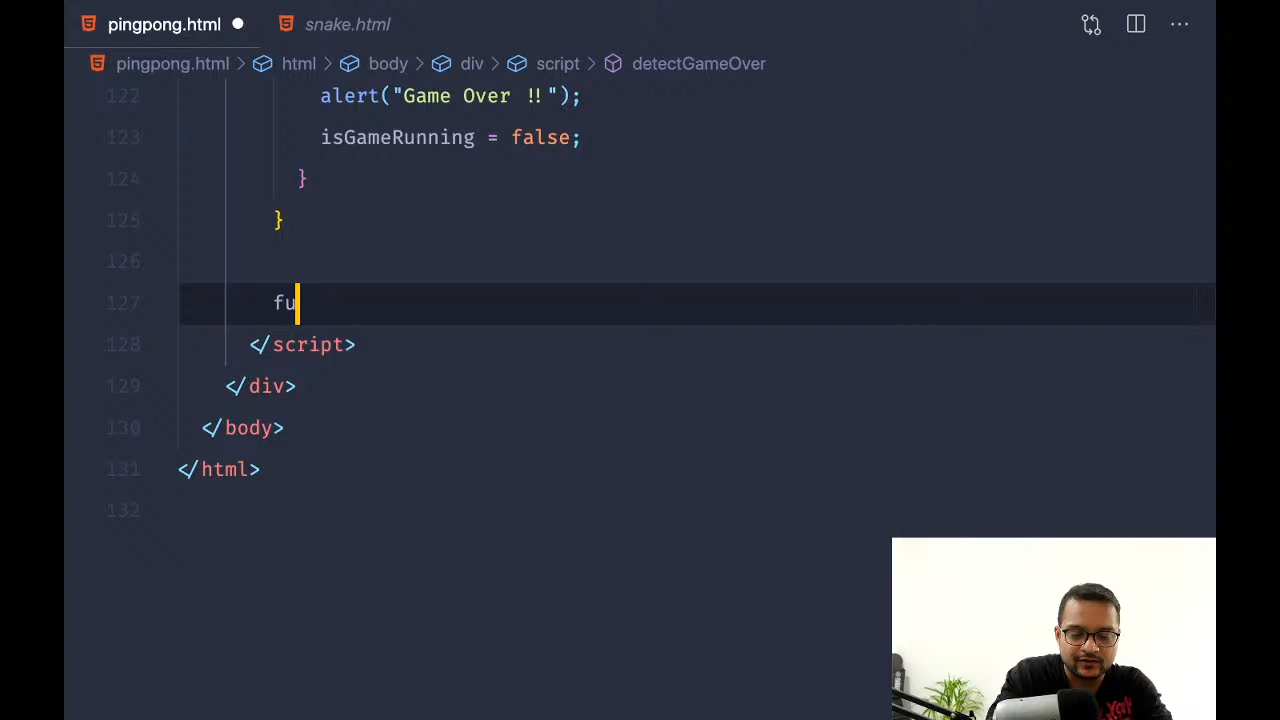 pingpong.html
snake.html
pingpong.html > html > body > div > script > detectGameOver
122 alert("Game Over !!");
123 isGameRunning = false;
124 }
125 }
126
127 fu
128 </script>
129 </div>
130 </body>
131 </html>
132